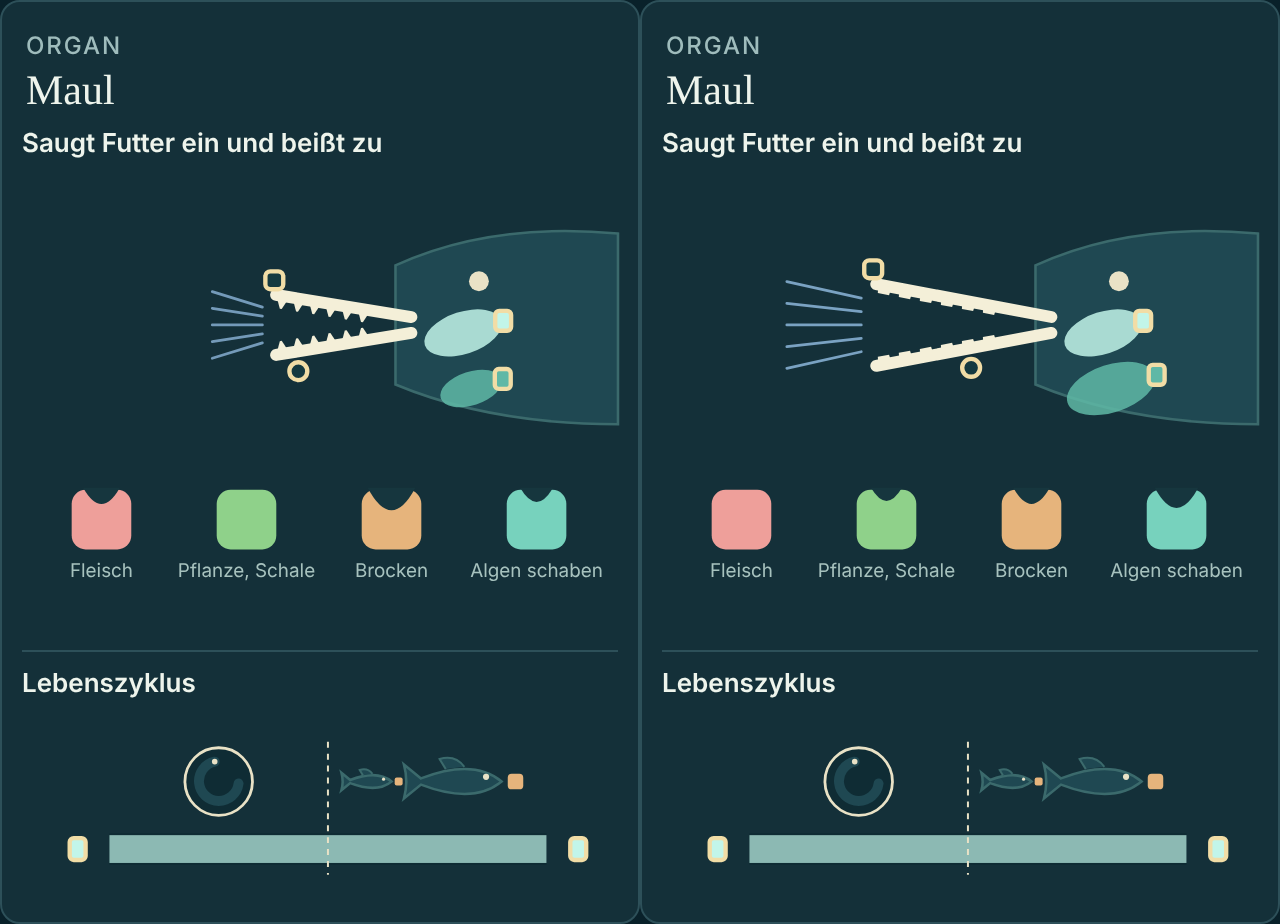 ORGAN
Maul
Saugt Futter ein und beißt zu
Fleisch
Pflanze, Schale
Brocken
Algen schaben
Lebenszyklus
ORGAN
Maul
Saugt Futter ein und beißt zu
Fleisch
Pflanze, Schale
Brocken
Algen schaben
Lebenszyklus